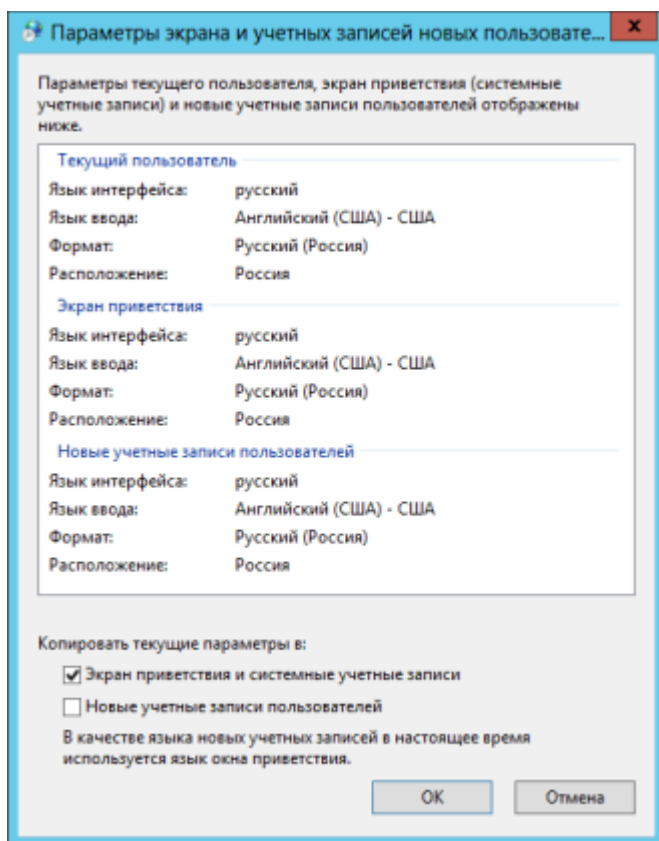 Параметры экрана и учетных записей новых пользовате...
Параметры текущего пользователя, экран приветствия (системные
учетные записи) и новые учетные записи пользователей отображены
ниже.
Текущий пользователь
Язык интерфейса: русский
Язык ввода: Английский (США) - США
Формат: Русский (Россия)
Расположение: Россия
Экран приветствия
Язык интерфейса: русский
Язык ввода: Английский (США) - США
Формат: Русский (Россия)
Расположение: Россия
Новые учетные записи пользователей
Язык интерфейса: русский
Язык ввода: Английский (США) - США
Формат: Русский (Россия)
Расположение: Россия
Копировать текущие параметры в:
Экран приветствия и системные учетные записи
Новые учетные записи пользователей
В качестве языка новых учетных записей в настоящее время
используется язык окна приветствия.
ОК Отмена